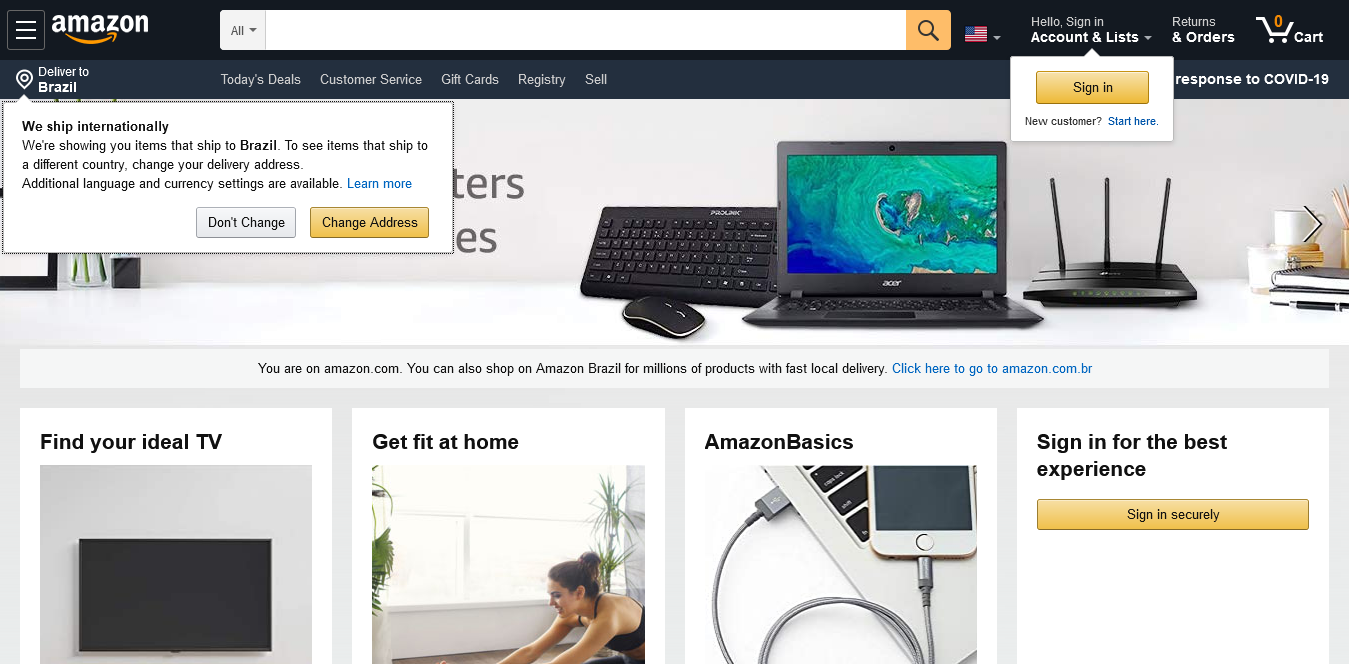 amazon
All
Hello, Sign in
Account & Lists
Returns
& Orders
0
Cart
Deliver to
Brazil
Today's Deals
Customer Service
Gift Cards
Registry
Sell
response to COVID-19
Sign in
New customer? Start here.
We ship internationally
We're showing you items that ship to Brazil. To see items that ship to
a different country, change your delivery address.
Additional language and currency settings are available. Learn more
Don't Change
Change Address
ters
es
PROLINK
acer
You are on amazon.com. You can also shop on Amazon Brazil for millions of products with fast local delivery. Click here to go to amazon.com.br
Find your ideal TV
Get fit at home
AmazonBasics
Sign in for the best
experience
Sign in securely
caps lock